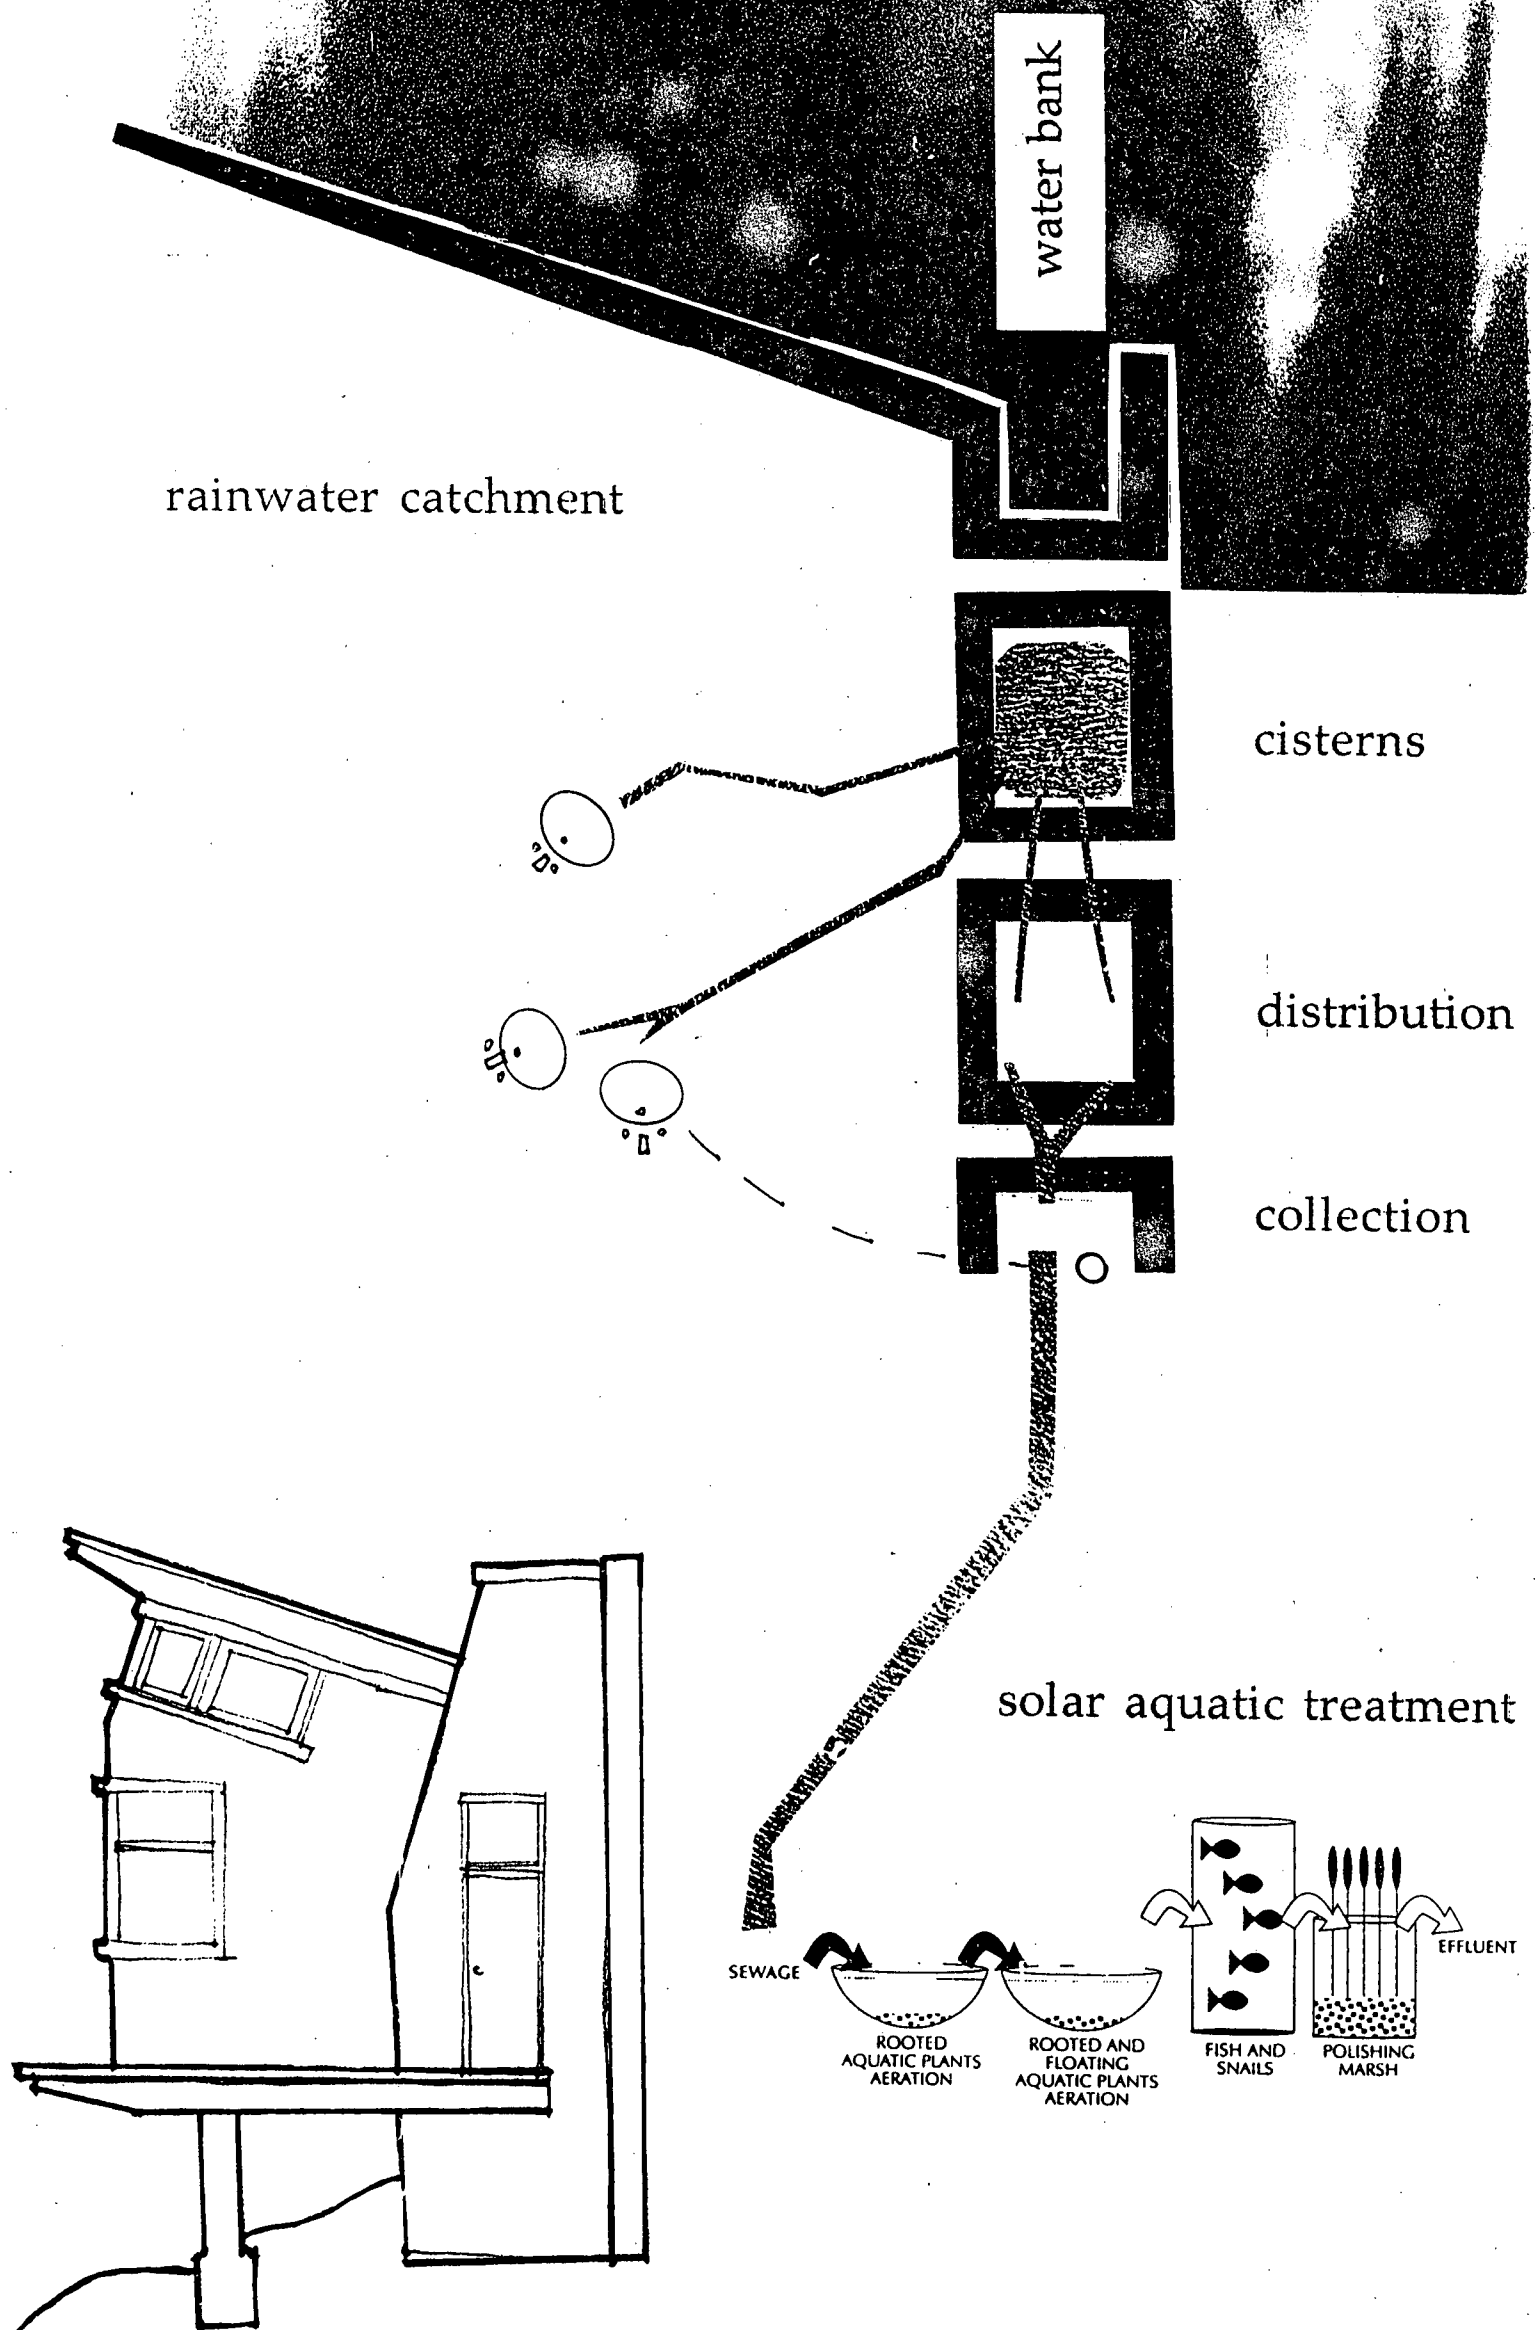 water bank
rainwater catchment
cisterns
distribution
collection
solar aquatic treatment
SEWAGE
ROOTED
AQUATIC PLANTS
AERATION
ROOTED AND
FLOATING
AQUATIC PLANTS
AERATION
FISH AND
SNAILS
POLISHING
MARSH
EFFLUENT